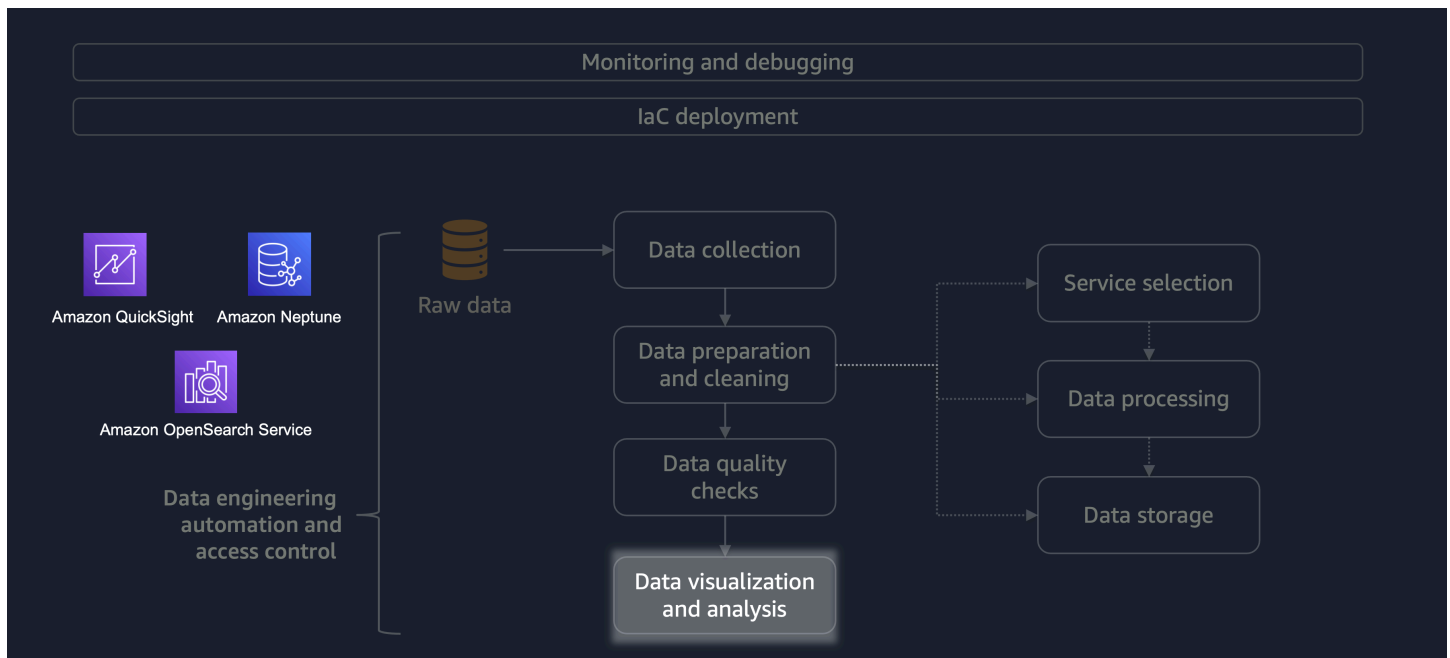 Monitoring and debugging
IaC deployment
Amazon QuickSight
Amazon Neptune
Amazon OpenSearch Service
Data engineering
automation and
access control
Raw data
Data collection
Data preparation
and cleaning
Data quality
checks
Data visualization
and analysis
Service selection
Data processing
Data storage